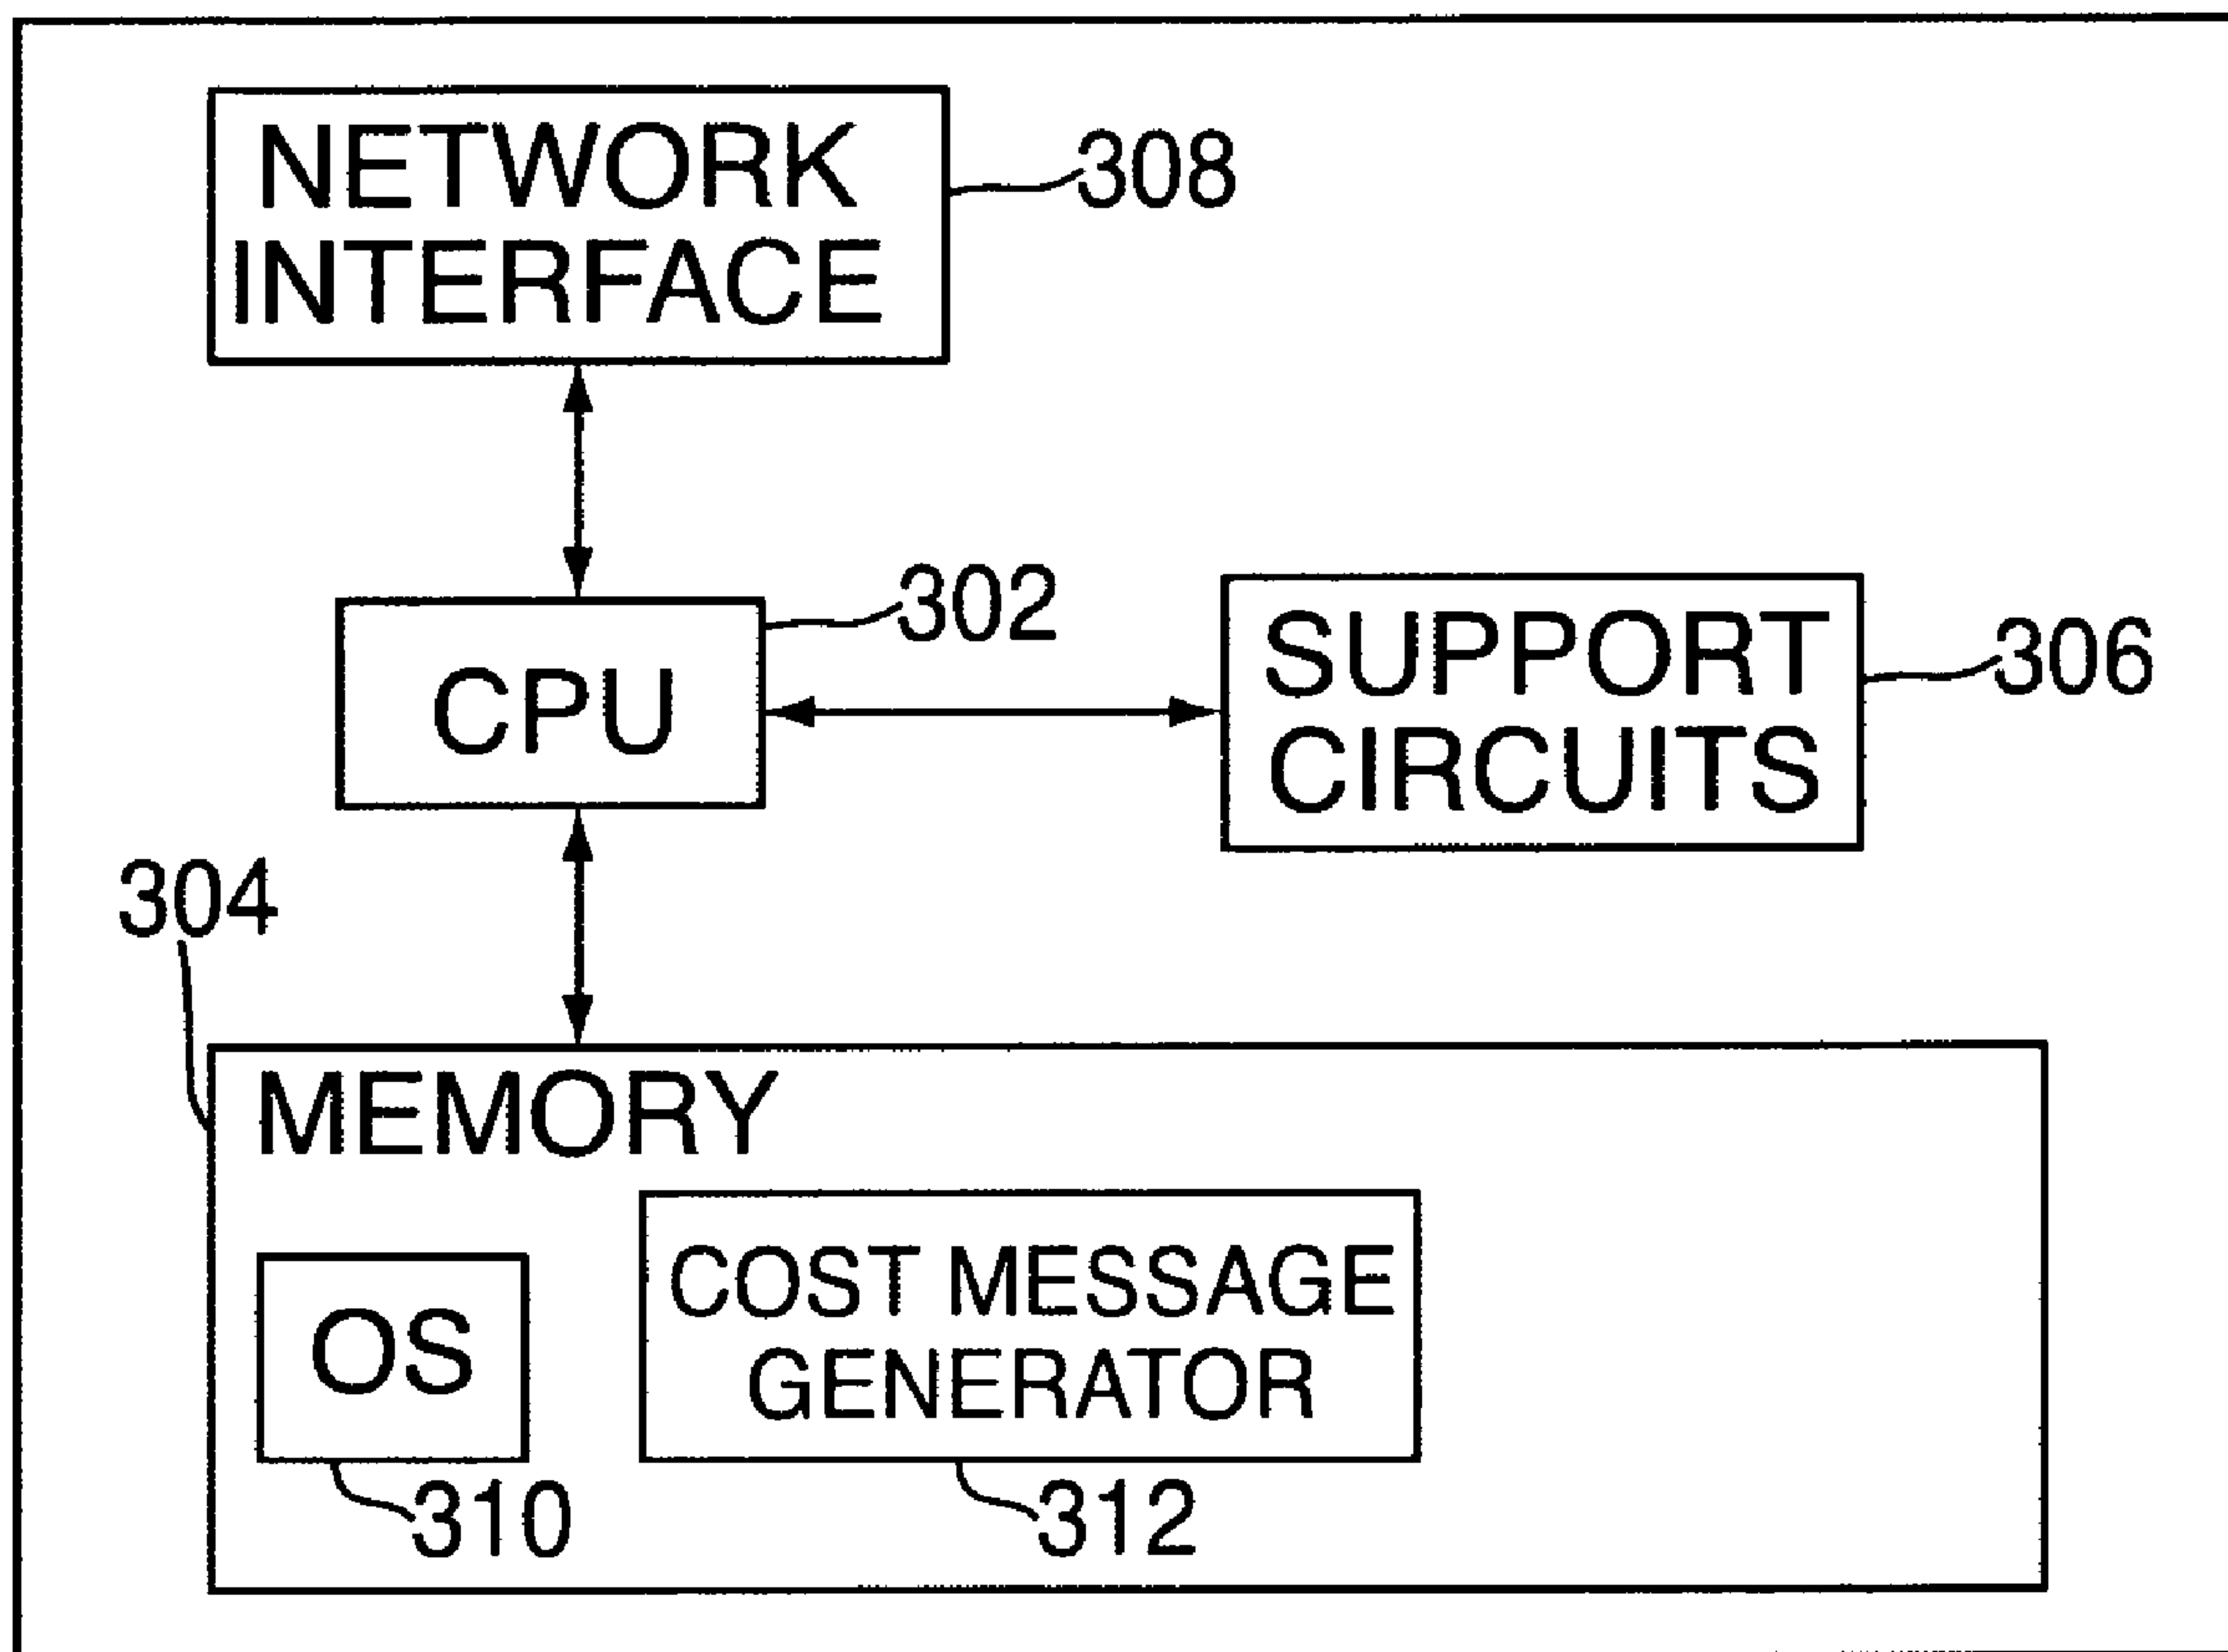 NETWORK
INTERFACE
308
302
CPU
SUPPORT
CIRCUITS
306
304
MEMORY
OS
COST MESSAGE
GENERATOR
310
312